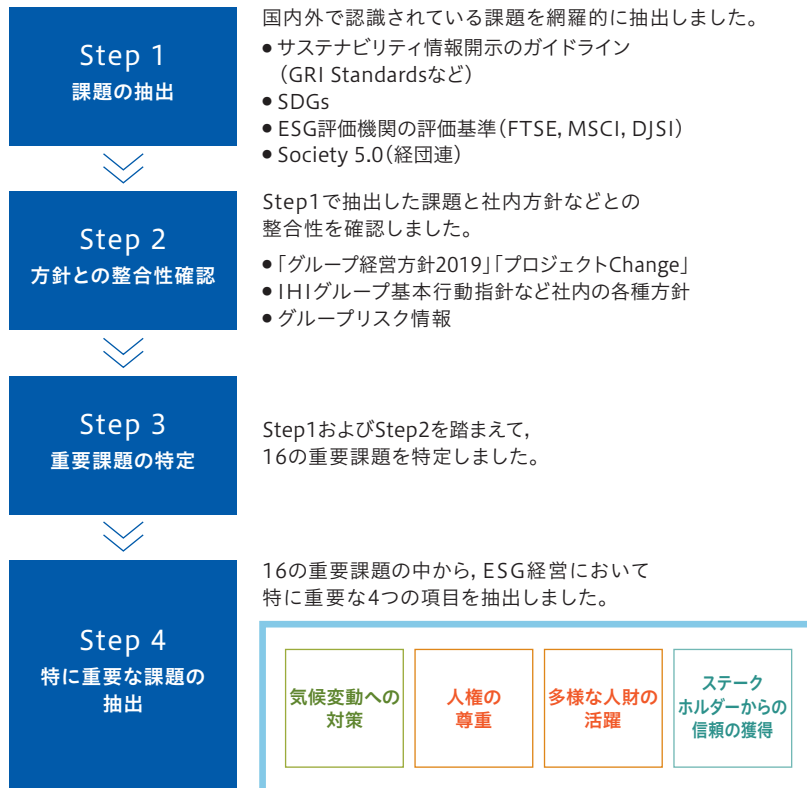 Step 1
課題の抽出
国内外で認識されている課題を網羅的に抽出しました。
●サステナビリティ情報開示のガイドライン
（GRI Standardsなど）
●SDGs
●ESG評価機関の評価基準（FTSE, MSCI, DJSI）
●Society 5.0（経団連）
Step 2
方針との整合性確認
Step1で抽出した課題と社内方針などとの
整合性を確認しました。
●「グループ経営方針2019」「プロジェクトChange」
●IHIグループ基本行動指針など社内の各種方針
●グループリスク情報
Step 3
重要課題の特定
Step1およびStep2を踏まえて,
16の重要課題を特定しました。
Step 4
特に重要な課題の
抽出
16の重要課題の中から, ESG経営において
特に重要な4つの項目を抽出しました。
気候変動への
対策
人権の
尊重
多様な人財の
活躍
ステーク
ホルダーからの
信頼の獲得